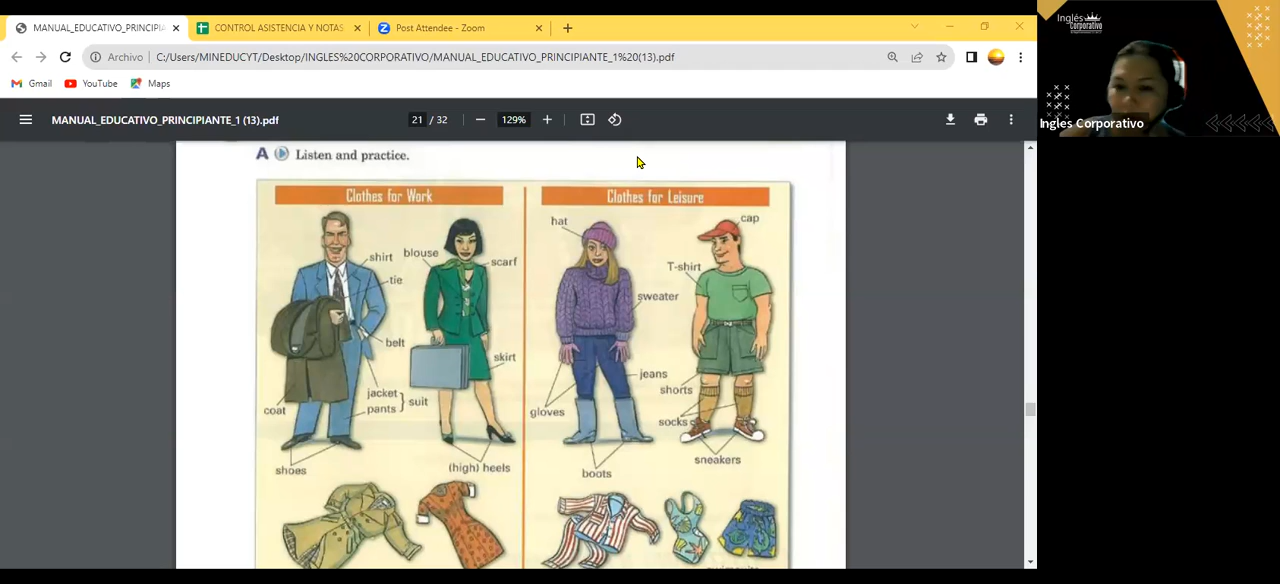 MANUAL_EDUCATIVO_PRINCIPIA
CONTROL ASISTENCIA Y NOTAS
Post Attendee - Zoom
Archivo
C:/Users/MINEDUCYT/Desktop/INGLES%20CORPORATIVO/MANUAL_EDUCATIVO_PRINCIPIANTE_1%20(13).pdf
Gmail
YouTube
Maps
MANUAL_EDUCATIVO_PRINCIPIANTE_1 (13).pdf
21 / 32
129%
Inglés
Corporativo
Ingles Corporativo
A Listen and practice.
Clothes for Work
Clothes for Leisure
shirt
tie
blouse
scarf
belt
skirt
coat
jacket
pants
suit
shoes
(high) heels
hat
cap
T-shirt
sweater
jeans
shorts
gloves
socks
sneakers
boots